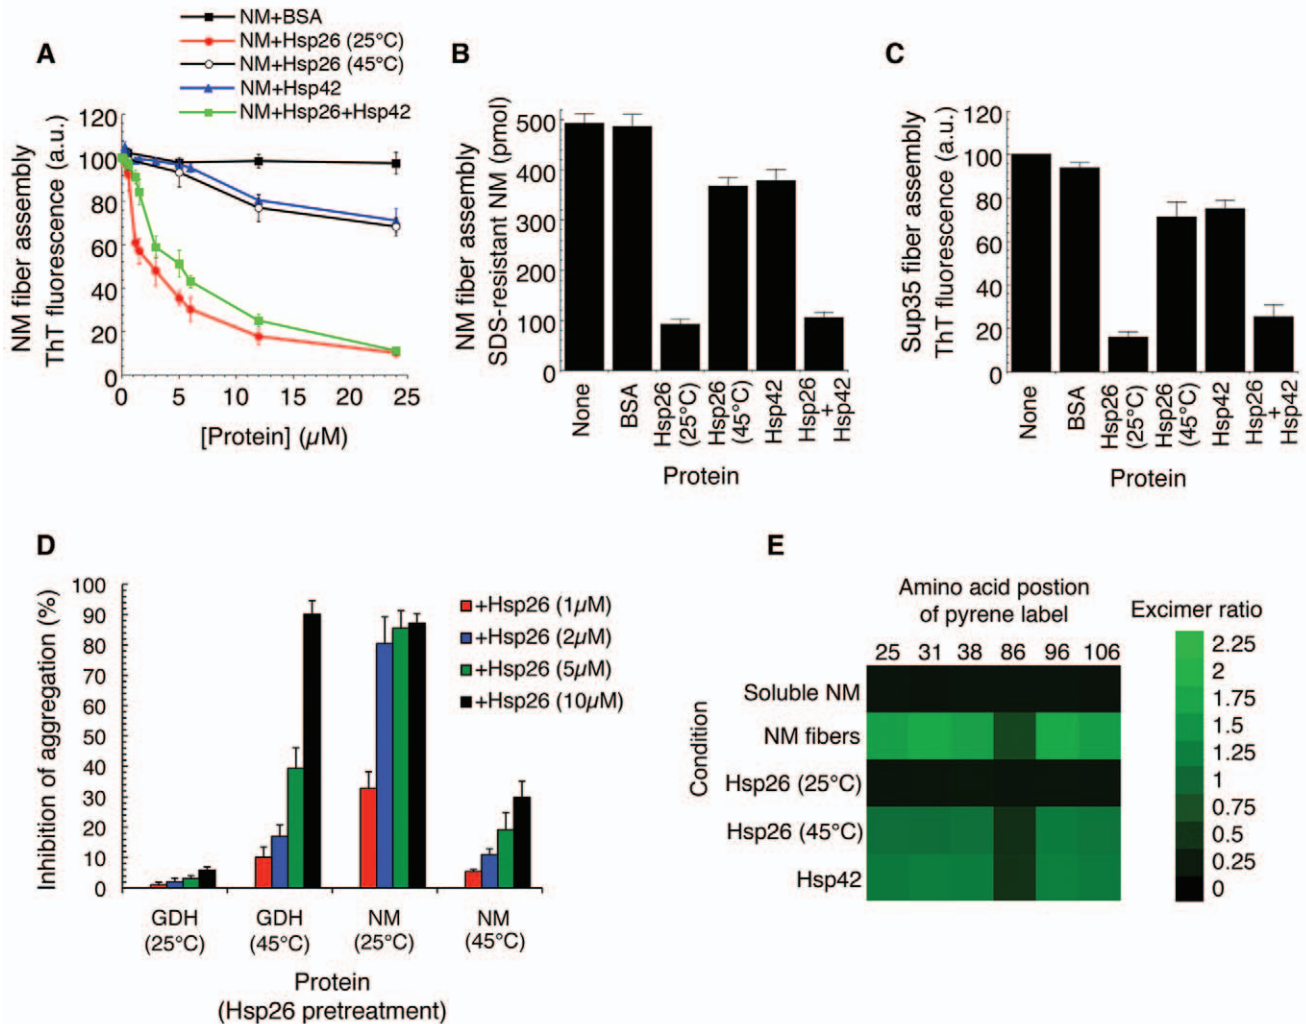 NM+BSA
NM+Hsp26 (25°C)
NM+Hsp26 (45°C)
NM+Hsp42
NM+Hsp26+Hsp42
A
NM fiber assembly
ThT fluorescence (a.u.)
120
100
80
60
40
20
0
0 5 10 15 20 25
[Protein] (µM)
B
NM fiber assembly
SDS-resistant NM (pmol)
500
400
300
200
100
0
None
BSA
Hsp26
(25°C)
Hsp26
(45°C)
Hsp42
Hsp26
+
Hsp42
Protein
C
Sup35 fiber assembly
ThT fluorescence (a.u.)
120
100
80
60
40
20
0
None
BSA
Hsp26
(25°C)
Hsp26
(45°C)
Hsp42
Hsp26
+
Hsp42
Protein
D
Inhibition of aggregation (%)
100
90
80
70
60
50
40
30
20
10
0
+Hsp26 (1µM)
+Hsp26 (2µM)
+Hsp26 (5µM)
+Hsp26 (10µM)
GDH GDH NM NM
(25°C) (45°C) (25°C) (45°C)
Protein
(Hsp26 pretreatment)
E
Amino acid postion
of pyrene label
25 31 38 86 96 106
Condition
Soluble NM
NM fibers
Hsp26 (25°C)
Hsp26 (45°C)
Hsp42
Excimer ratio
2.25
2
1.75
1.5
1.25
1
0.75
0.5
0.25
0